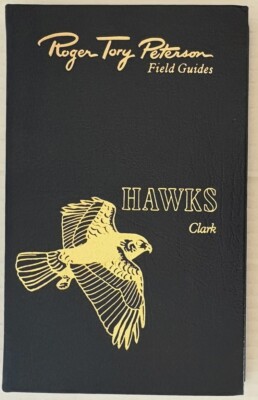 Roger Tory Peterson
Field Guides
HAWKS
Clark